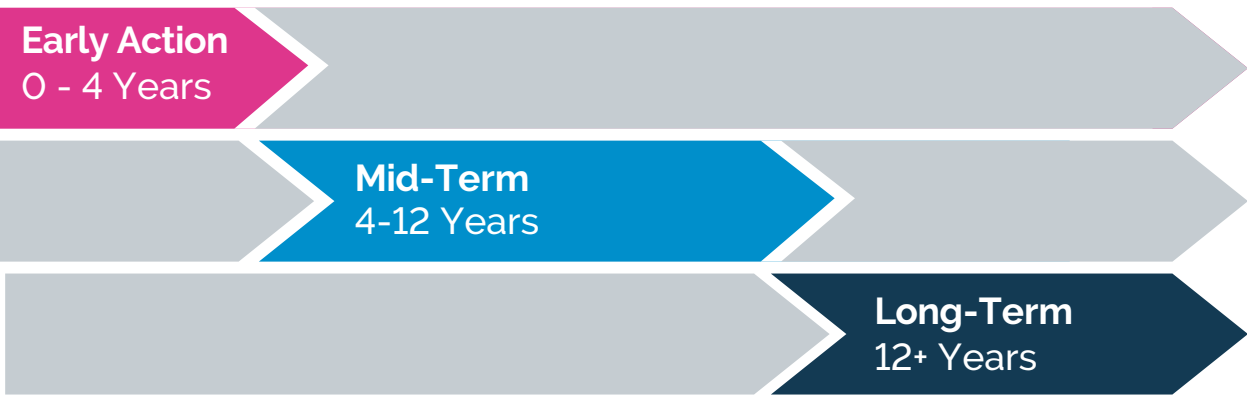 Early Action
0 - 4 Years
Mid-Term
4-12 Years
Long-Term
12+ Years